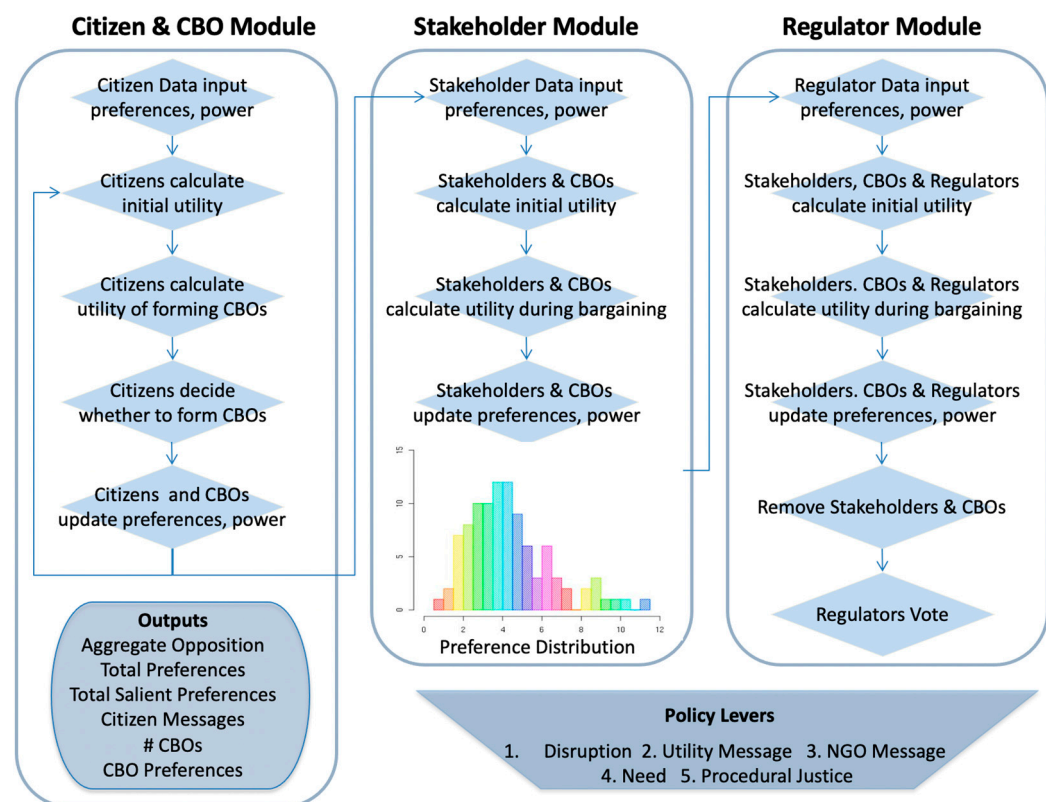 Citizen & CBO Module
Citizen Data input
preferences, power
Citizens calculate
initial utility
Citizens calculate
utility of forming CBOs
Citizens decide
whether to form CBOs
Citizens and CBOs
update preferences, power
Outputs
Aggregate Opposition
Total Preferences
Total Salient Preferences
Citizen Messages
# CBOs
CBO Preferences
Stakeholder Module
Stakeholder Data input
preferences, power
Stakeholders & CBOs
calculate initial utility
Stakeholders & CBOs
calculate utility during bargaining
Stakeholders & CBOs
update preferences, power
15
10
5
0
0 2 4 6 8 10 12
Preference Distribution
Regulator Module
Regulator Data input
preferences, power
Stakeholders, CBOs & Regulators
calculate initial utility
Stakeholders. CBOs & Regulators
calculate utility during bargaining
Stakeholders. CBOs & Regulators
update preferences, power
Remove Stakeholders & CBOs
Regulators Vote
Policy Levers
1. Disruption 2. Utility Message 3. NGO Message
4. Need 5. Procedural Justice